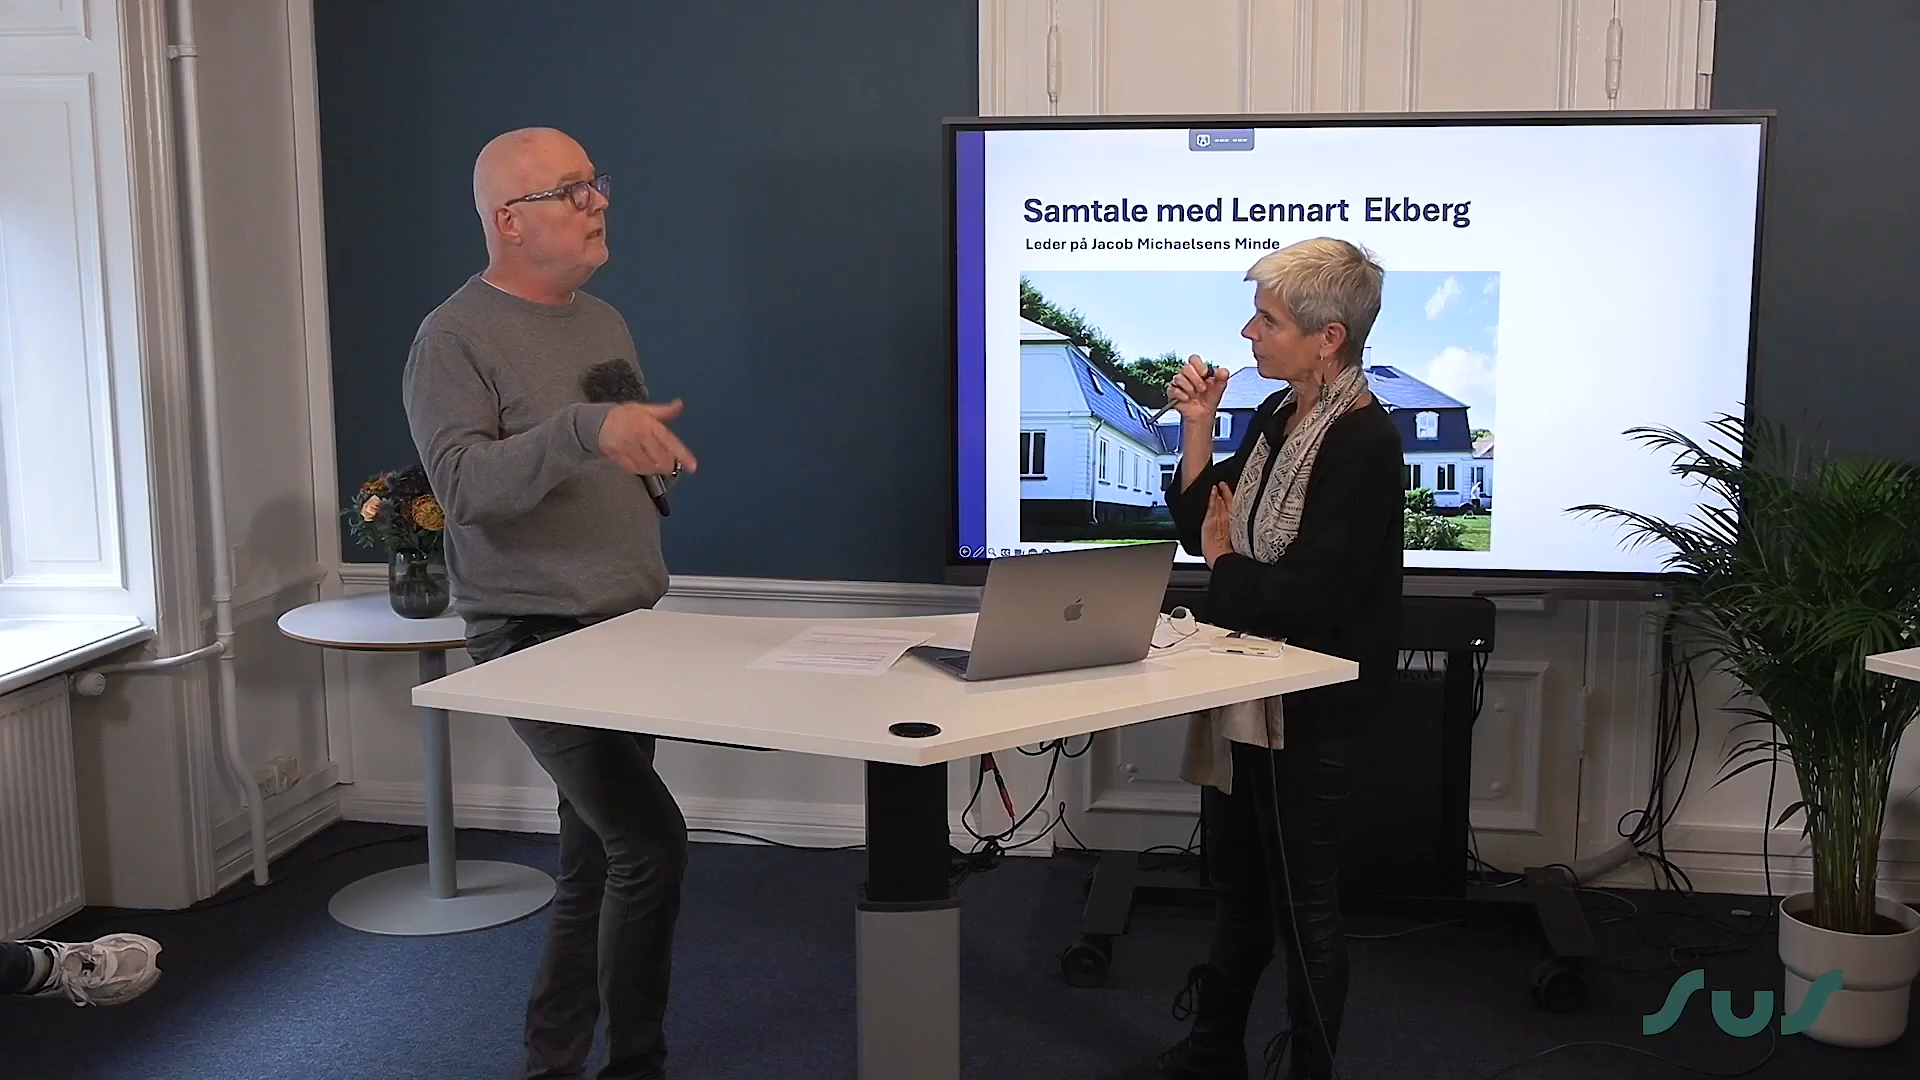 Samtale med Lennart Ekberg
Leder på Jacob Michaelsens Minde
sus